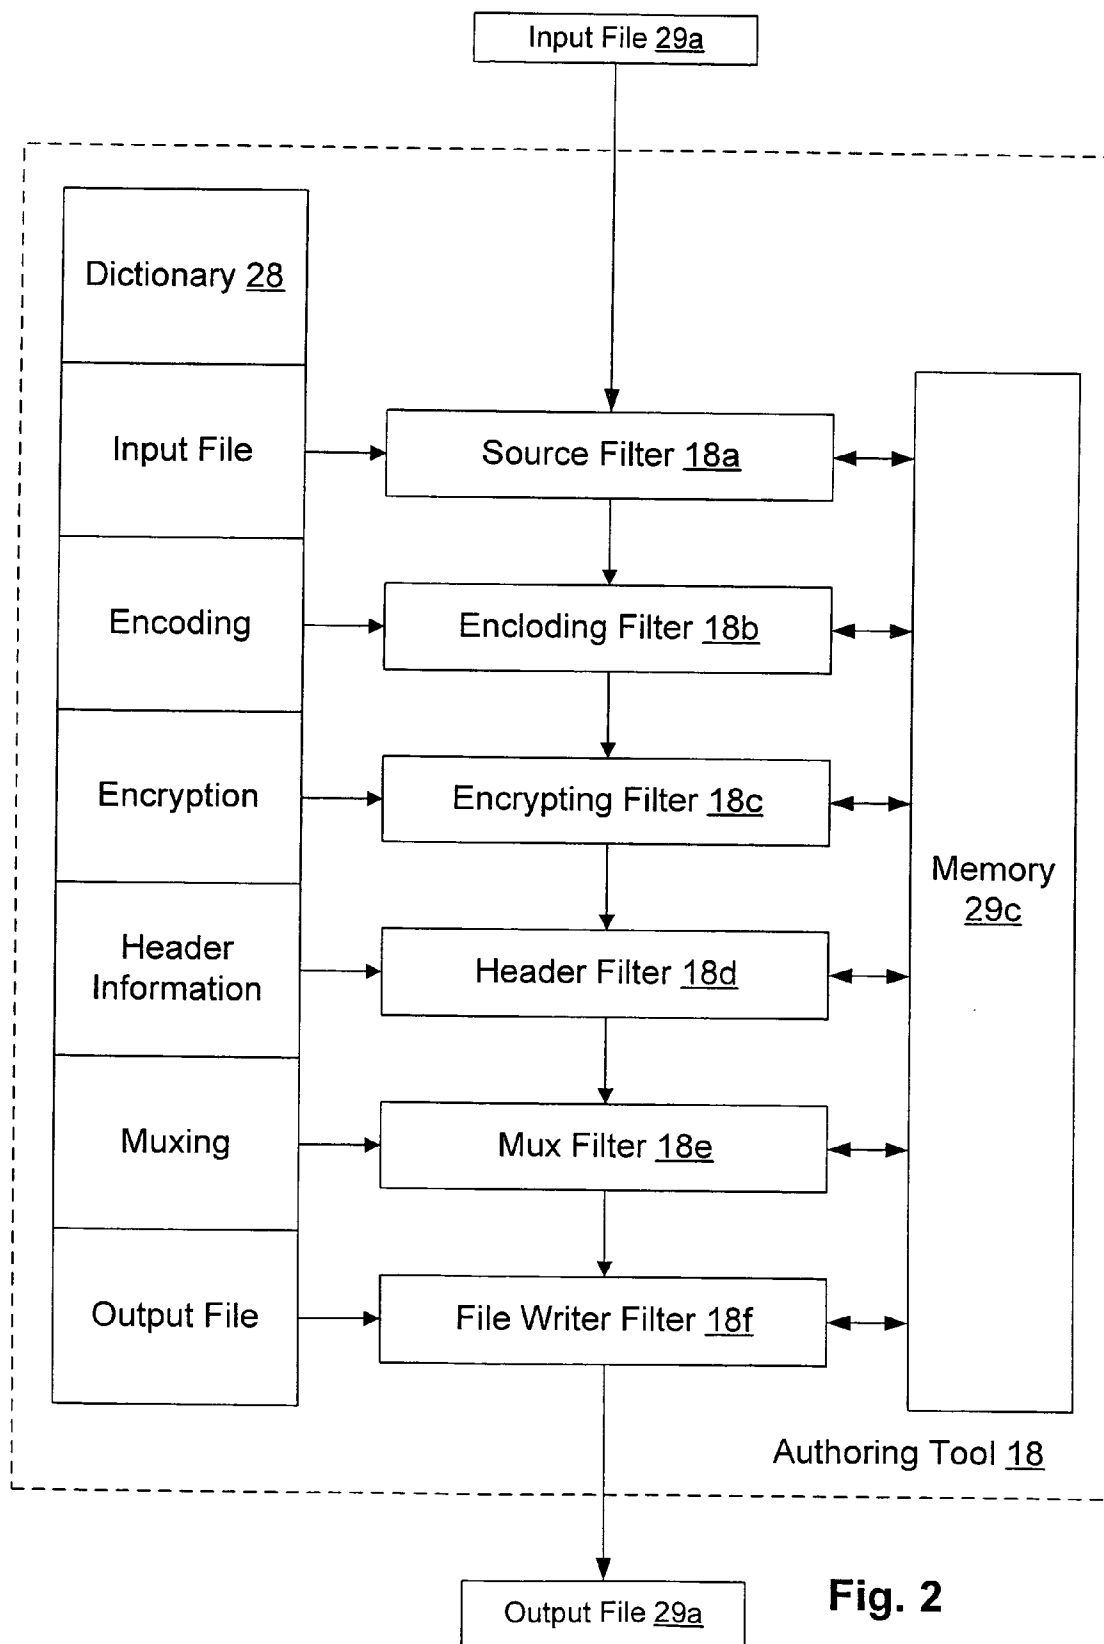 Input File 29a
Dictionary 28
Input File
Source Filter 18a
Encoding
Encloding Filter 18b
Encryption
Encrypting Filter 18c
Memory
29c
Header
Information
Header Filter 18d
Muxing
Mux Filter 18e
Output File
File Writer Filter 18f
Authoring Tool 18
Output File 29a
Fig. 2